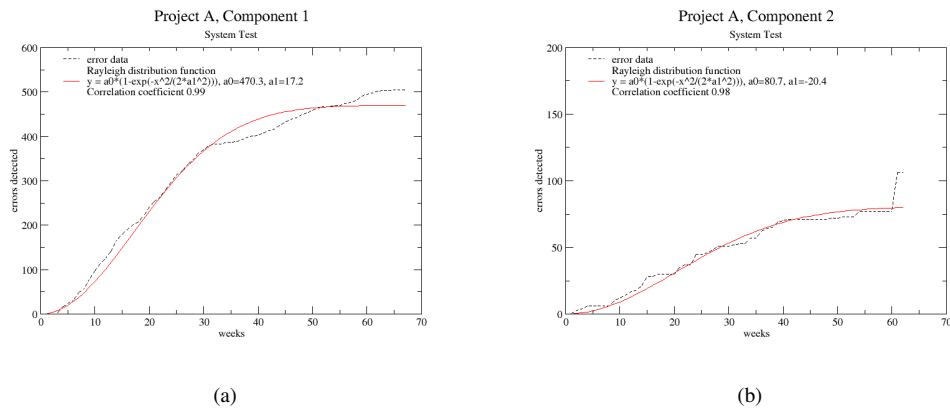 Project A, Component 1
System Test
600
500
400
300
200
100
0
errors detected
error data
Rayleigh distribution function
y = a0*(1-exp(-x^2/(2*a1^2))), a0=470.3, a1=17.2
Correlation coefficient 0.99
0 10 20 30 40 50 60 70
weeks
(a)
Project A, Component 2
System Test
200
150
100
50
0
errors detected
error data
Rayleigh distribution function
y = a0*(1-exp(-x^2/(2*a1^2))), a0=80.7, a1=-20.4
Correlation coefficient 0.98
0 10 20 30 40 50 60 70
weeks
(b)